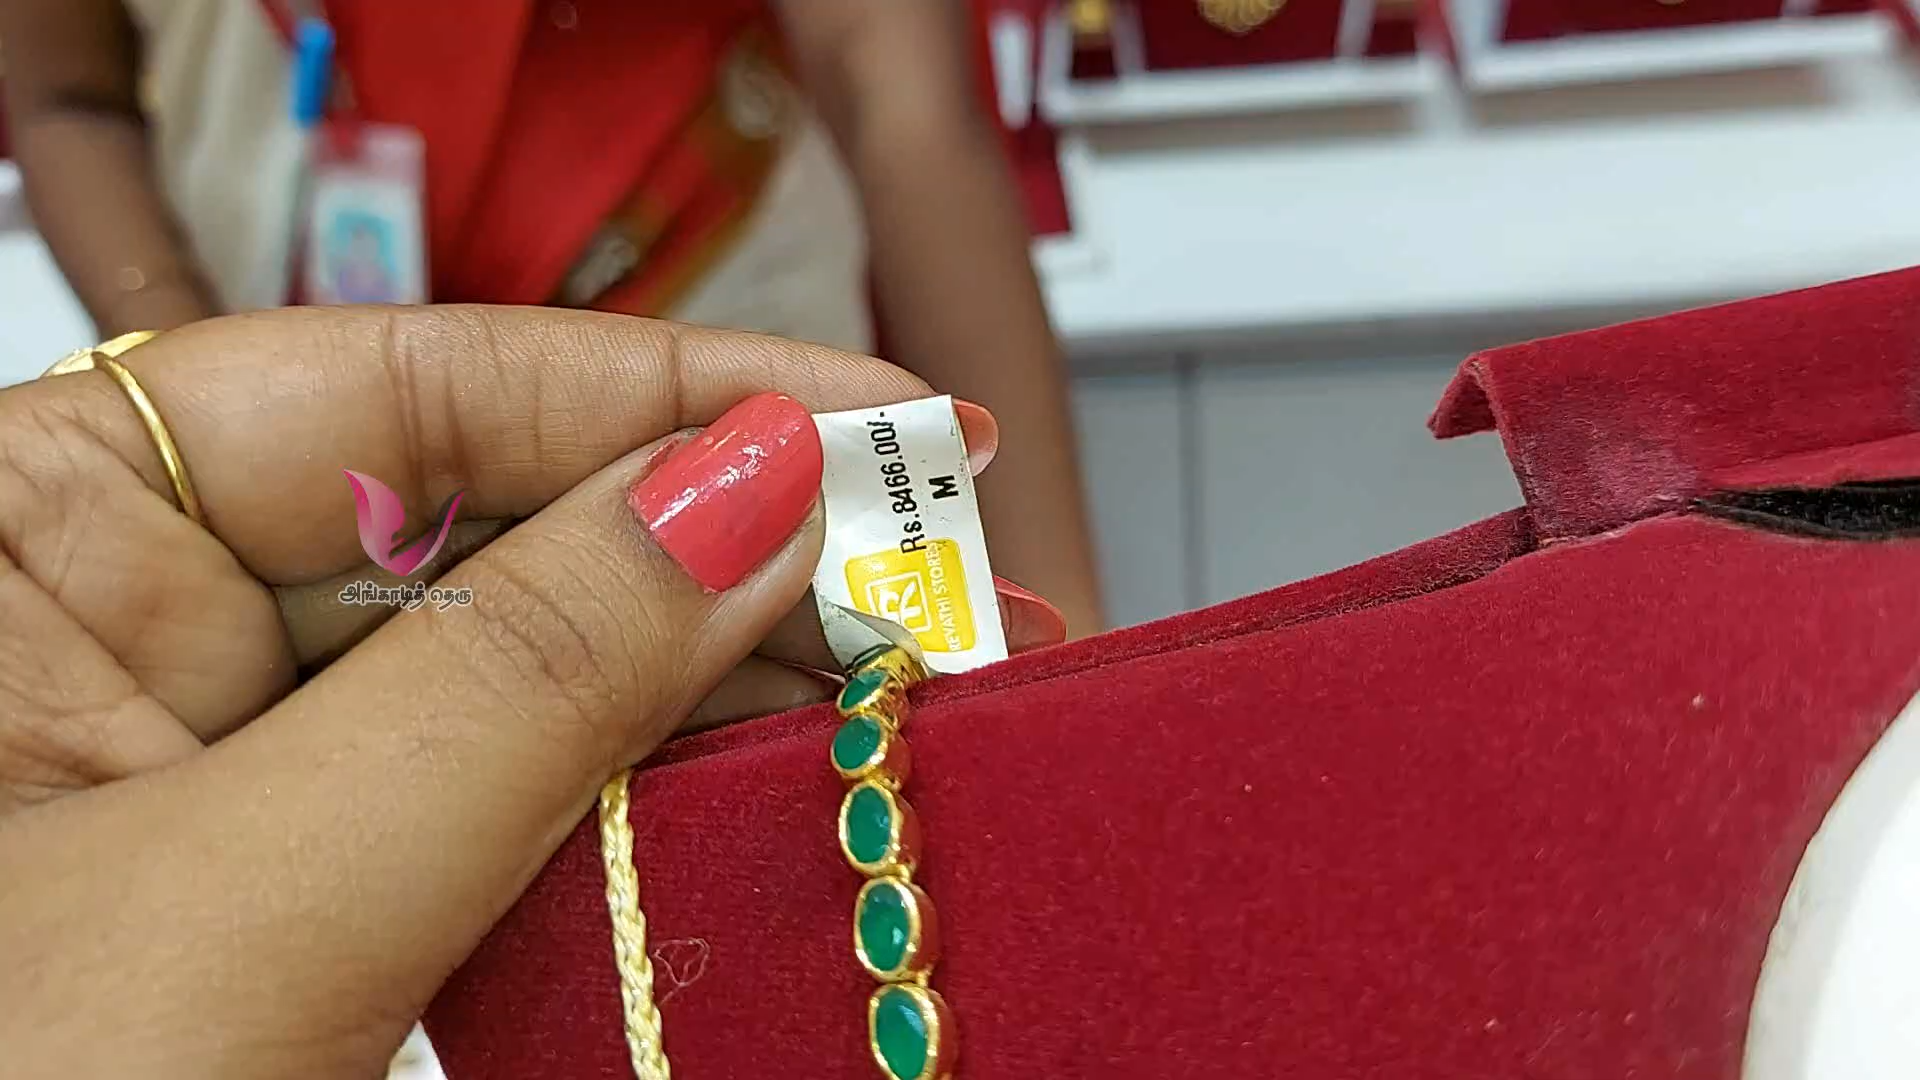 Rs.8466.00/-
M
R
REVATHI STORES
அங்காடித் தெரு